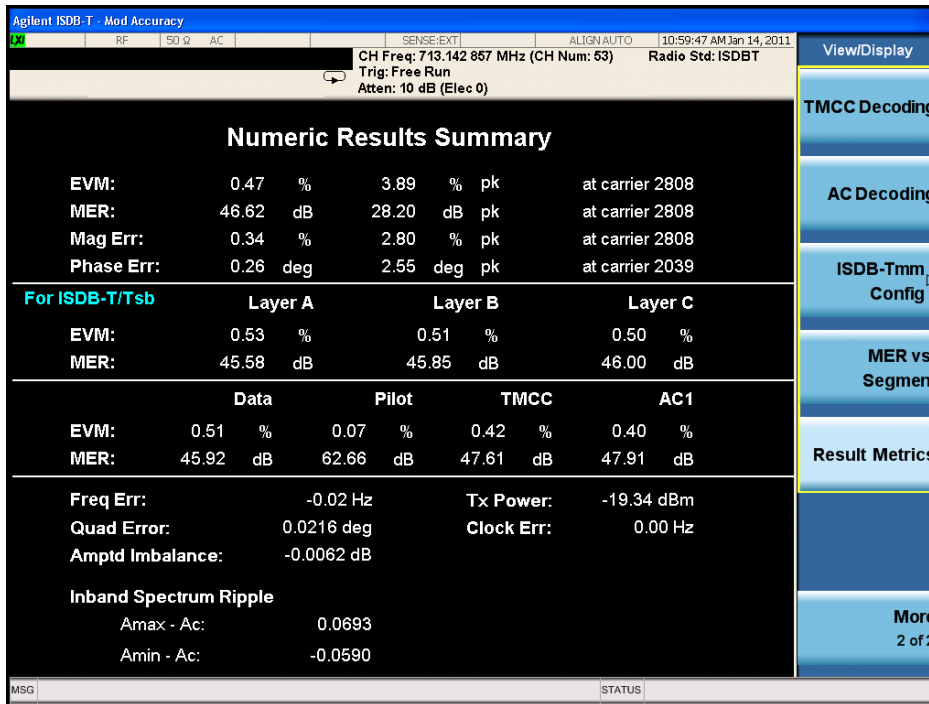 Agilent ISDB-T - Mod Accuracy
LXI RF 50 Ω AC SENSE:EXT ALIGN AUTO 10:59:47 AM Jan 14, 2011
CH Freq: 713.142 857 MHz (CH Num: 53) Radio Std: ISDBT
Trig: Free Run
Atten: 10 dB (Elec 0)
View/Display
TMCC Decoding
AC Decoding
ISDB-Tmm
Config
MER vs
Segmen
Result Metrics
More
2 of 2
Numeric Results Summary
EVM: 0.47 % 3.89 % pk at carrier 2808
MER: 46.62 dB 28.20 dB pk at carrier 2808
Mag Err: 0.34 % 2.80 % pk at carrier 2808
Phase Err: 0.26 deg 2.55 deg pk at carrier 2039
For ISDB-T/Tsb Layer A Layer B Layer C
EVM: 0.53 % 0.51 % 0.50 %
MER: 45.58 dB 45.85 dB 46.00 dB
Data Pilot TMCC AC1
EVM: 0.51 % 0.07 % 0.42 % 0.40 %
MER: 45.92 dB 62.66 dB 47.61 dB 47.91 dB
Freq Err: -0.02 Hz Tx Power: -19.34 dBm
Quad Error: 0.0216 deg Clock Err: 0.00 Hz
Amptd Imbalance: -0.0062 dB
Inband Spectrum Ripple
Amax - Ac: 0.0693
Amin - Ac: -0.0590
MSG STATUS